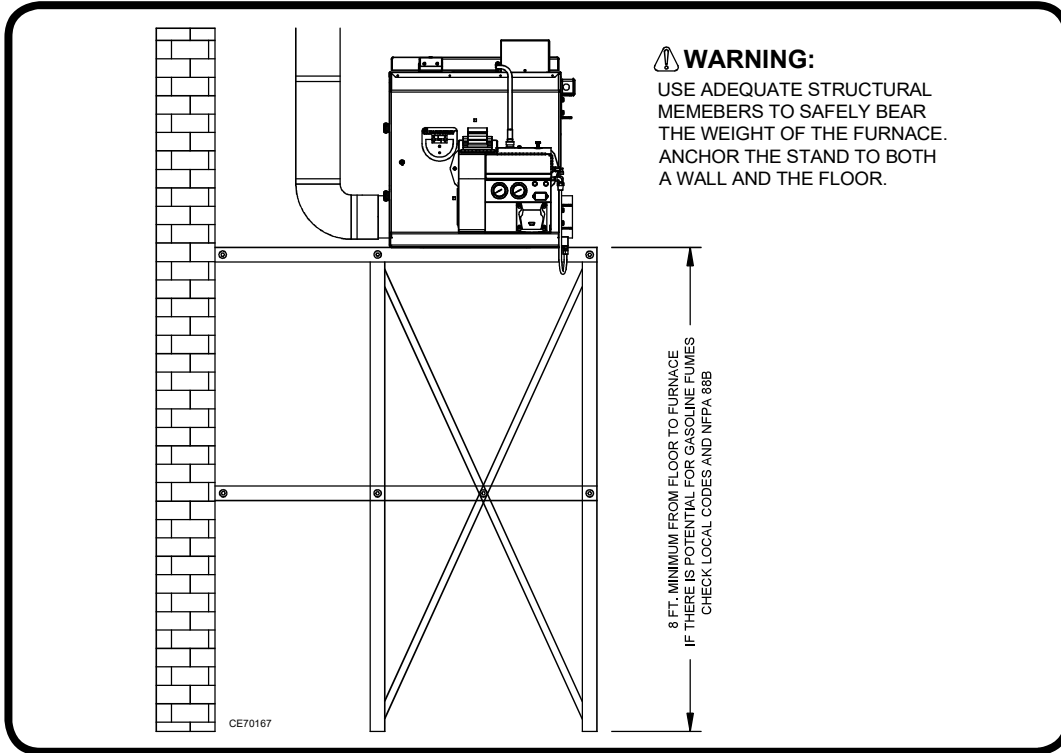 WARNING:
USE ADEQUATE STRUCTURAL
MEMEBERS TO SAFELY BEAR
THE WEIGHT OF THE FURNACE.
ANCHOR THE STAND TO BOTH
A WALL AND THE FLOOR.
8 FT. MINIMUM FROM FLOOR TO FURNACE
IF THERE IS POTENTIAL FOR GASOLINE FUMES
CHECK LOCAL CODES AND NFPA 88B
CE70167